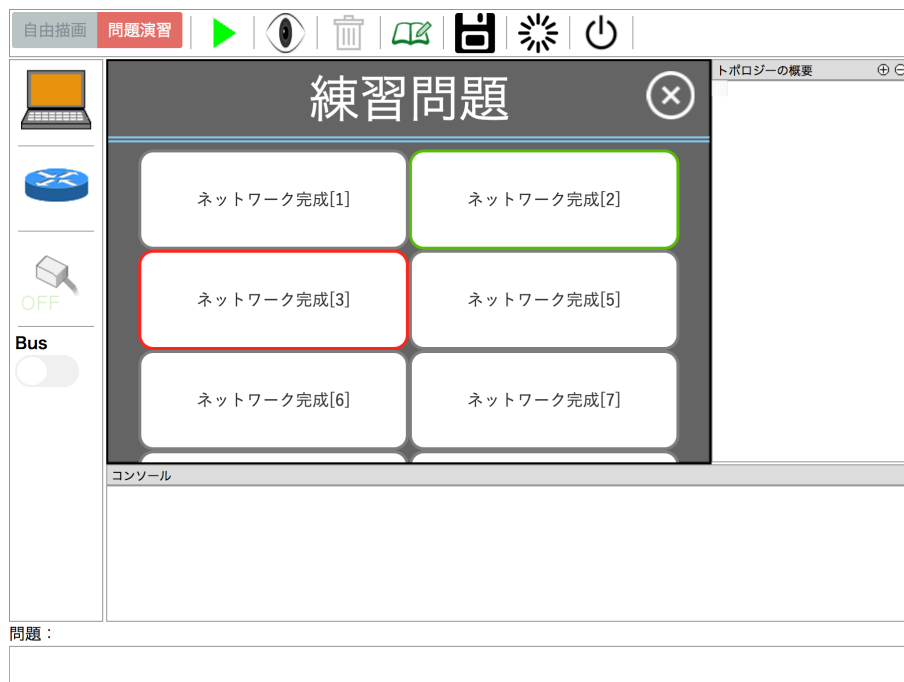 自由描画 問題演習
練習問題
トポロジーの概要
ネットワーク完成[1]
ネットワーク完成[2]
ネットワーク完成[3]
ネットワーク完成[5]
OFF
Bus
ネットワーク完成[6]
ネットワーク完成[7]
コンソール
問題：